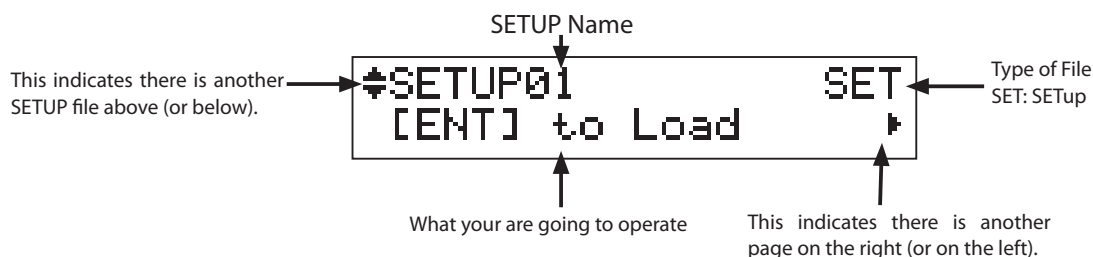 SETUP Name
This indicates there is another
SETUP file above (or below).
SETUP01 SET
[ENT] to Load
Type of File
SET: SETup
What your are going to operate
This indicates there is another
page on the right (or on the left).